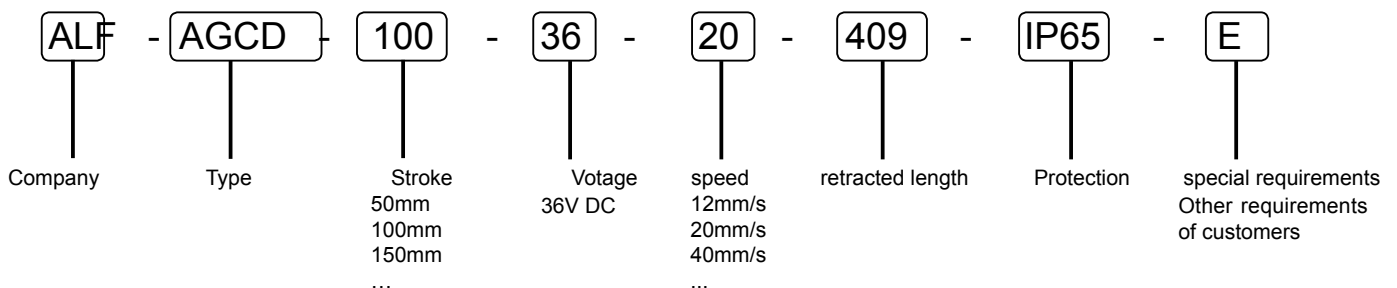 ALF - AGCD - 100 - 36 - 20 - 409 - IP65 - E
Company Type Stroke Votage speed retracted length Protection special requirements
50mm 36V DC 12mm/s Other requirements
100mm 20mm/s of customers
150mm 40mm/s
... ...